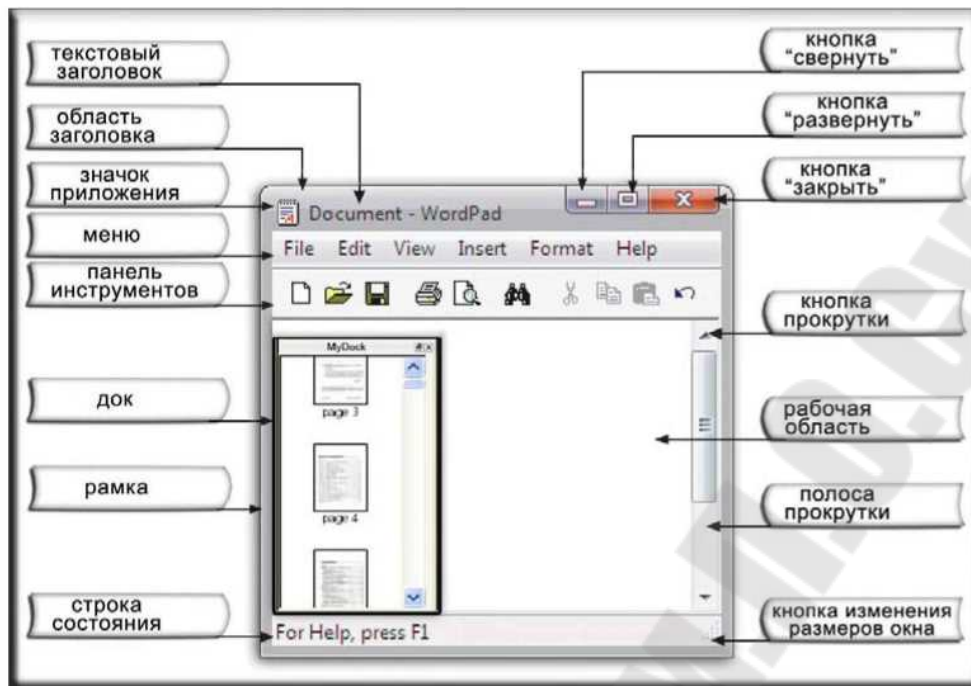 текстовый
заголовок
область
заголовка
значок
приложения
меню
панель
инструментов
док
рамка
строка
состояния
кнопка
“свернуть”
кнопка
“развернуть”
кнопка
“закрыть”
кнопка
прокрутки
рабочая
область
полоса
прокрутки
кнопка изменения
размеров окна
Document - WordPad
File Edit View Insert Format Help
MyDock
page 3
page 4
For Help, press F1